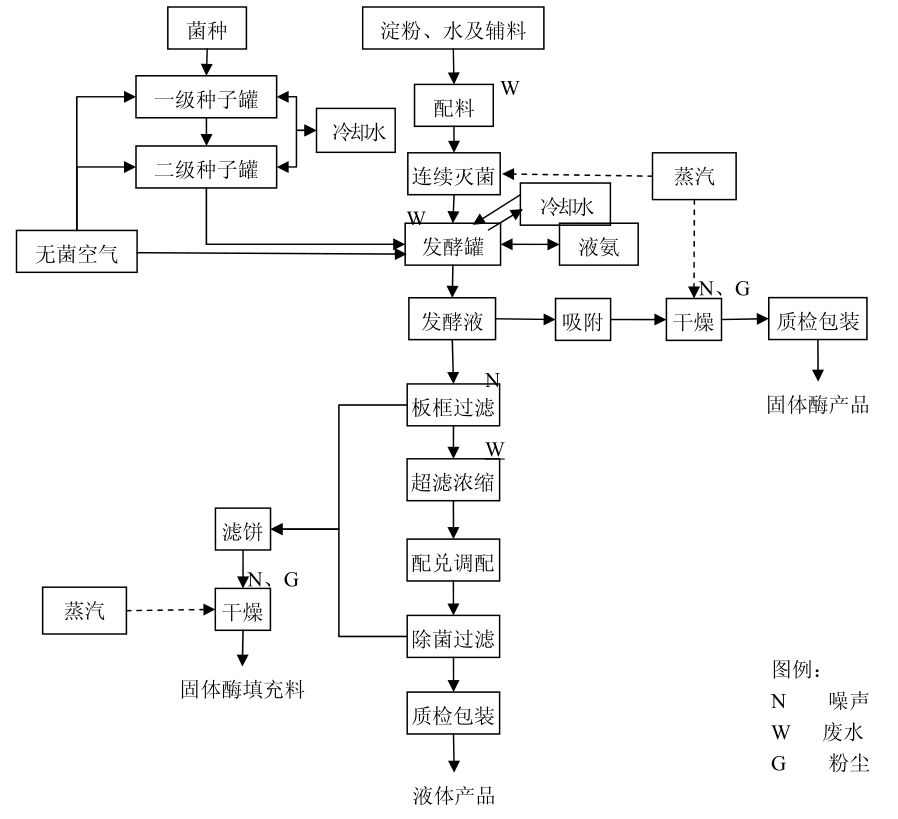 菌种
淀粉、水及辅料
一级种子罐
配料
W
冷却水
二级种子罐
连续灭菌
蒸汽
冷却水
W
无菌空气
发酵罐
液氨
N、G
发酵液
吸附
干燥
质检包装
N
固体酶产品
板框过滤
W
超滤浓缩
滤饼
配兑调配
N、G
蒸汽
干燥
除菌过滤
固体酶填充料
质检包装
液体产品
图例：
N 噪声
W 废水
G 粉尘